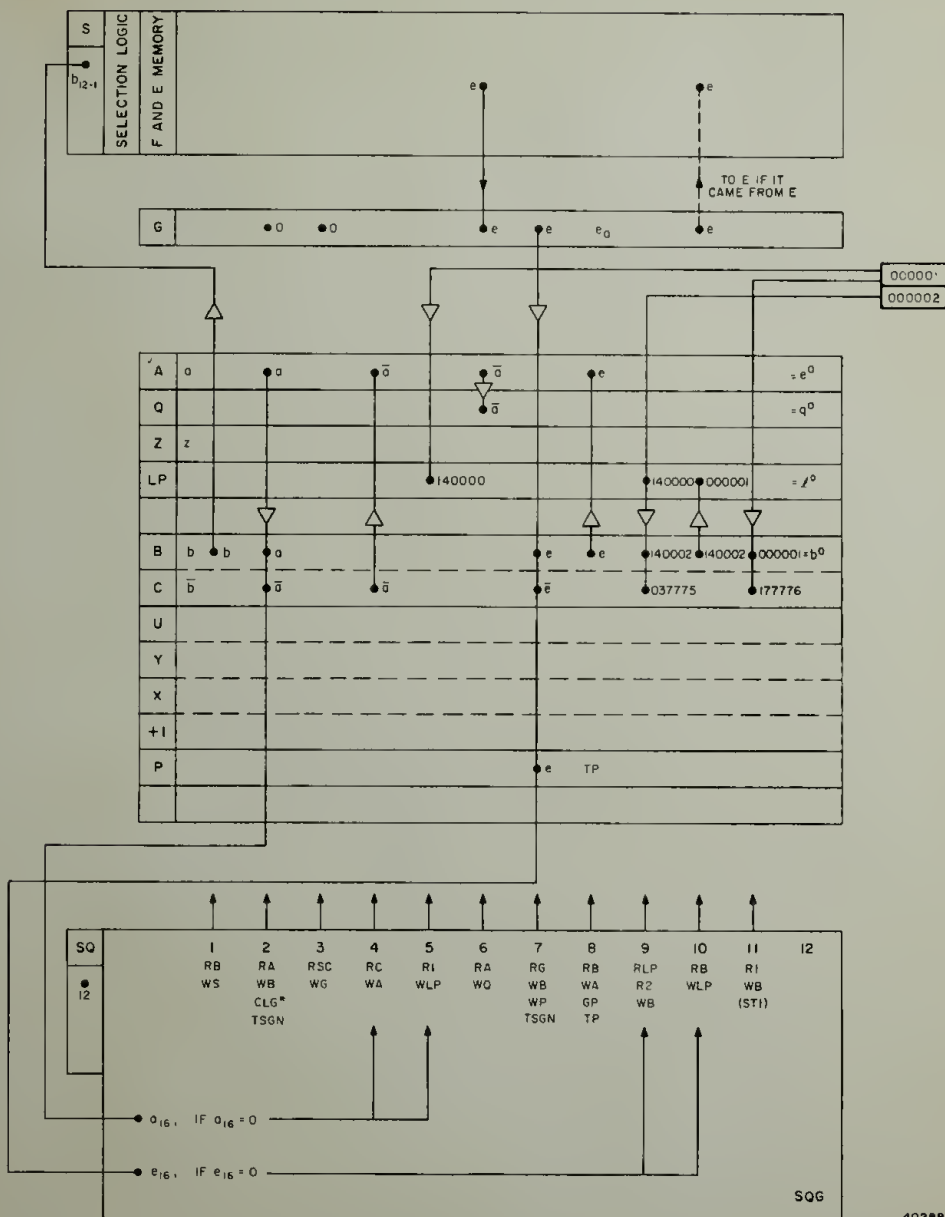 S
SELECTION LOGIC
F AND E MEMORY
b12-1
e
e
TO E IF IT
CAME FROM E
G
0
0
e
e
e0
e
000001
000002
A
a
a
ā
ā
e
= e0
Q
ā
= q0
Z
z
LP
140000
140000
000001
= l0
B
b
b
a
e
e
140002
140002
000001 = b0
C
b̄
ā
ā
ē
037775
177776
U
Y
X
+1
P
e
TP
SQ
12
1 2 3 4 5 6 7 8 9 10 11 12
RB RA RSC RC R1 RA RG RB RLP RB R1
WS WB WG WA WLP WQ WB WA R2 WLP WB
CLG* WP GP WB (ST1)
TSGN TSGN TP
a16, IF a16 = 0
e16, IF e16 = 0
SQG